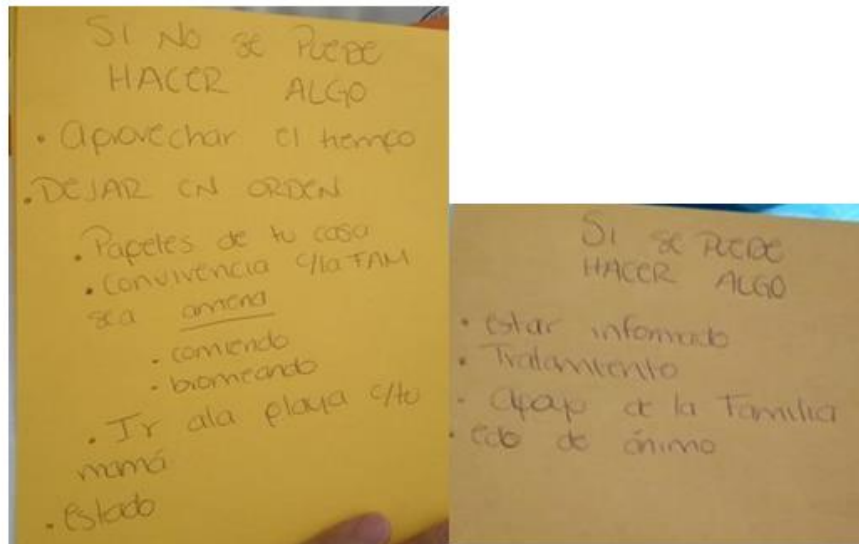 SI NO SE PUEDE
HACER ALGO
• Aprovechar el tiempo
• DEJAR EN ORDEN
• Papeles de tu casa
• Convivencia c/la FAM
sea amena
• comiendo
• bromeando
• Ir ala playa c/tu
mamá
• Estado
SI SE PUEDE
HACER ALGO
• Estar informado
• Tratamiento
• Apoyo de la Familia
• Edo de ánimo